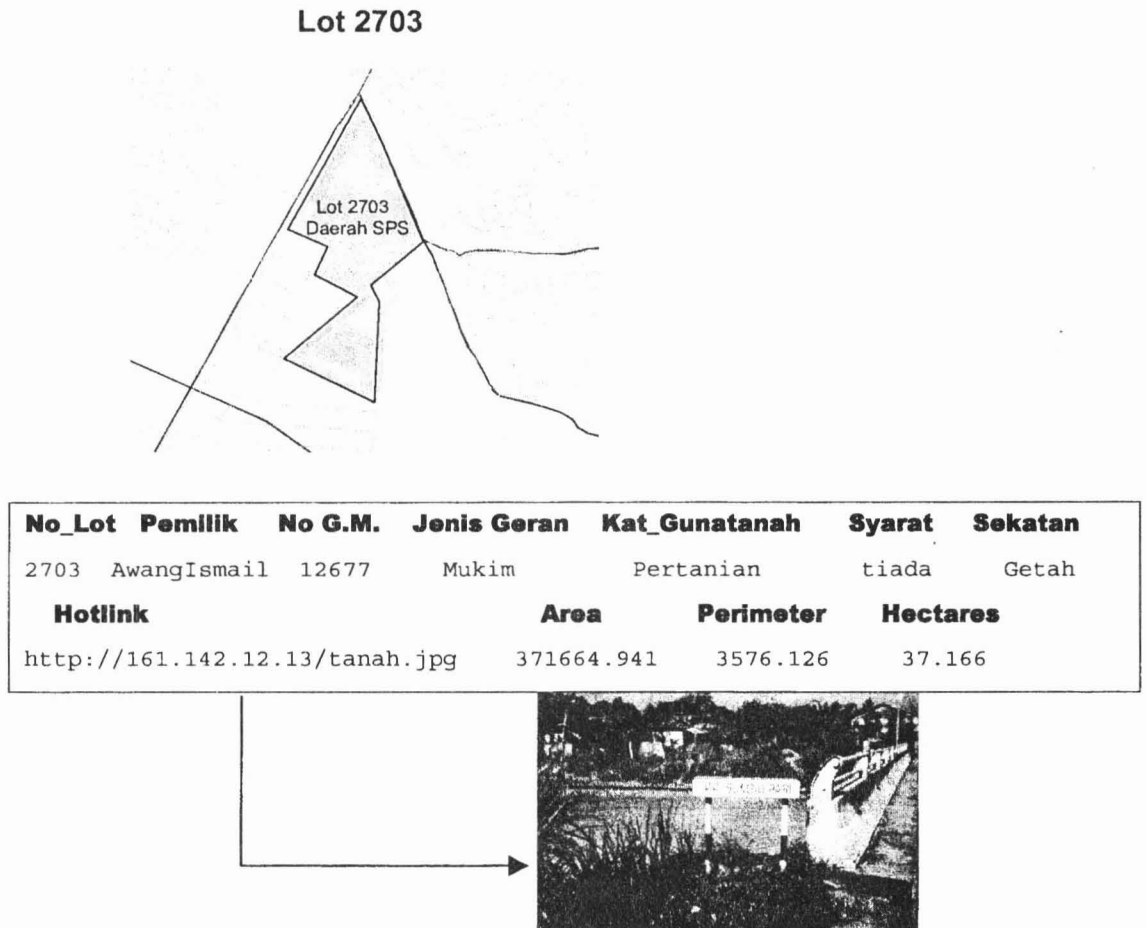 Lot 2703
Lot 2703
Daerah SPS
No_Lot Pemilik No G.M. Jenis Geran Kat_Gunatanah Syarat Sekatan
2703 AwangIsmail 12677 Mukim Pertanian tiada Getah
Hotlink Area Perimeter Hectares
http://161.142.12.13/tanah.jpg 371664.941 3576.126 37.166